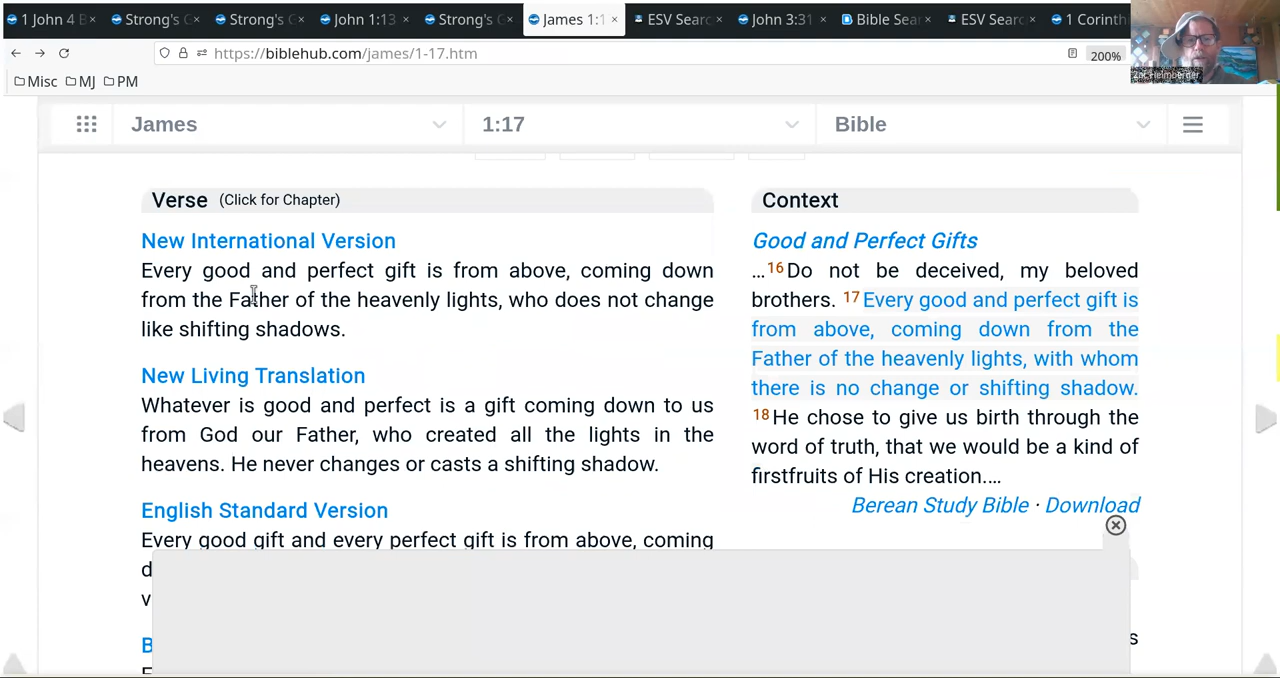 1 John 4 B
Strong's G
Strong's G
John 1:13
Strong's G
James 1:1
ESV Searc
John 3:31
Bible Sear
ESV Searc
1 Corinth
https://biblehub.com/james/1-17.htm
200%
Misc MJ PM
Zac Heimberger
James 1:17 Bible
Verse (Click for Chapter)
New International Version
Every good and perfect gift is from above, coming down
from the Father of the heavenly lights, who does not change
like shifting shadows.
New Living Translation
Whatever is good and perfect is a gift coming down to us
from God our Father, who created all the lights in the
heavens. He never changes or casts a shifting shadow.
English Standard Version
Every good gift and every perfect gift is from above, coming
d
v
B
Context
Good and Perfect Gifts
…16Do not be deceived, my beloved
brothers. 17Every good and perfect gift is
from above, coming down from the
Father of the heavenly lights, with whom
there is no change or shifting shadow.
18He chose to give us birth through the
word of truth, that we would be a kind of
firstfruits of His creation.…
Berean Study Bible · Download
s